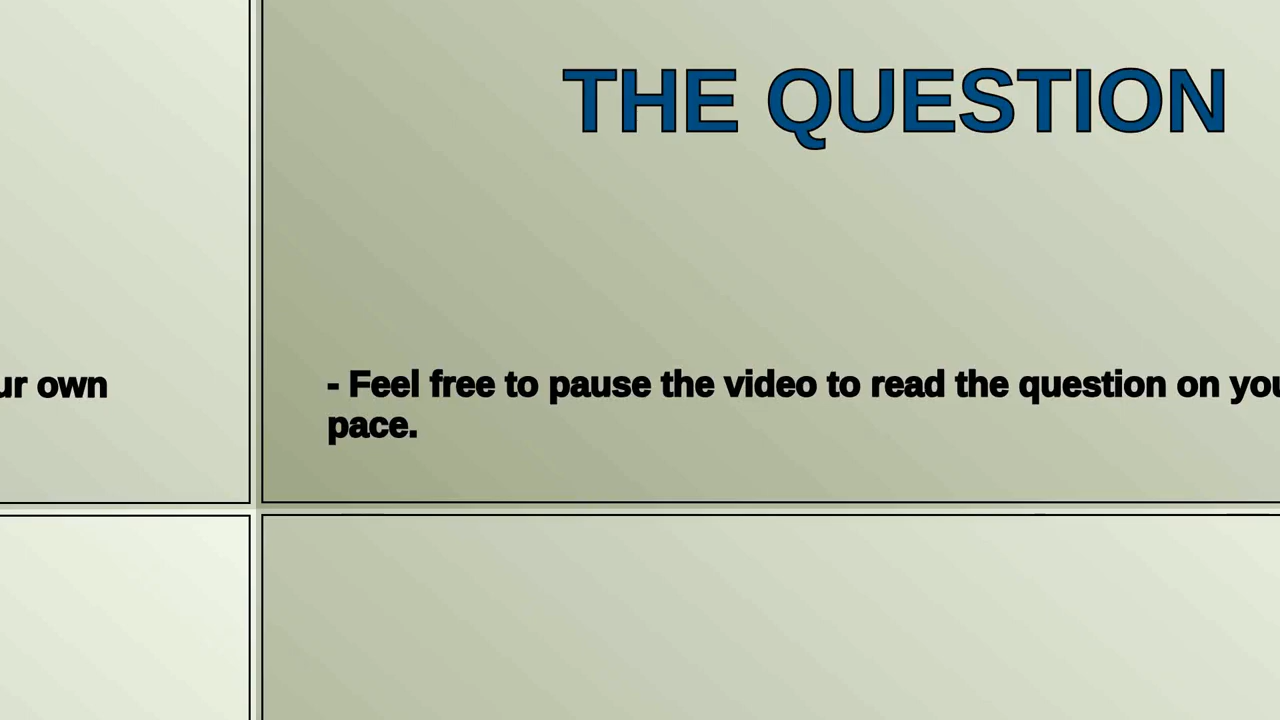 THE QUESTION
ur own
- Feel free to pause the video to read the question on you
pace.